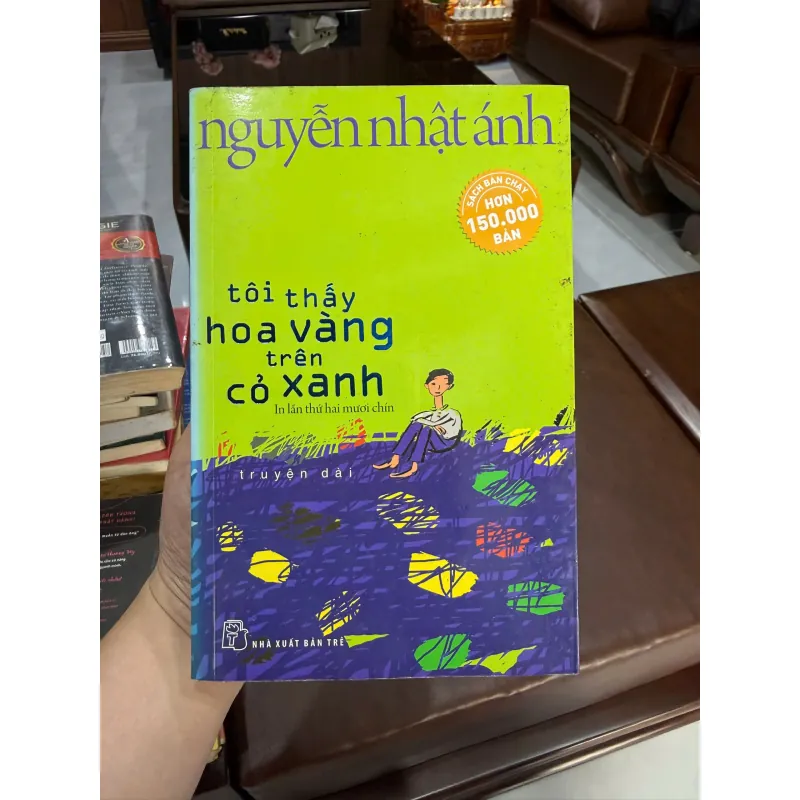 nguyễn nhật ánh
SÁCH BÁN CHẠY
HƠN
150.000
BẢN
tôi thấy
hoa vàng
trên
cỏ xanh
In lần thứ hai mươi chín
truyện dài
NHÀ XUẤT BẢN TRẺ
GIE